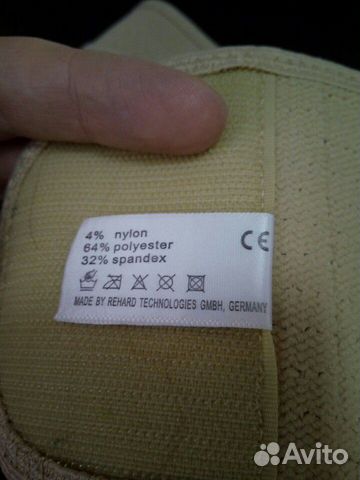 4% nylon
64% polyester
32% spandex
CE
MADE BY REHARD TECHNOLOGIES GMBH, GERMANY
Avito